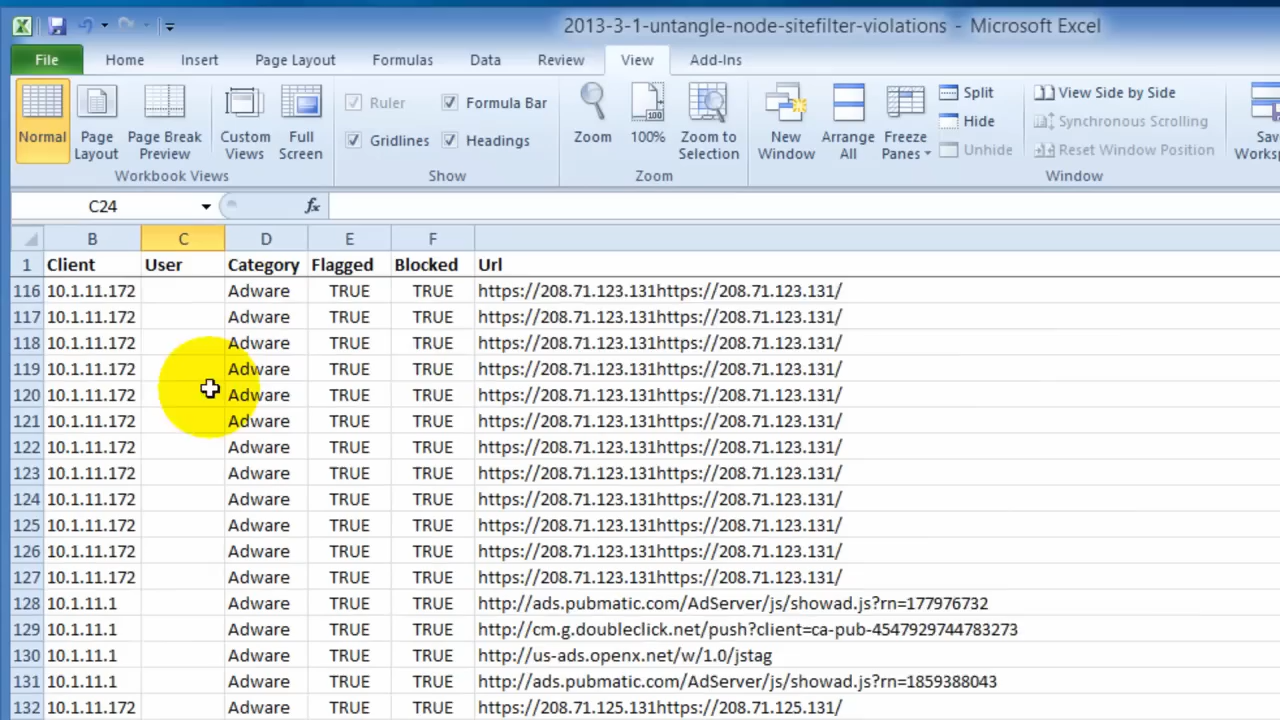 2013-3-1-untangle-node-sitefilter-violations - Microsoft Excel
File Home Insert Page Layout Formulas Data Review View Add-Ins
Normal Page Layout Page Break Preview Custom Views Full Screen
Workbook Views
Ruler Formula Bar
Gridlines Headings
Show
Zoom 100% Zoom to Selection
Zoom
New Window Arrange All Freeze Panes
Split
Hide
Unhide
View Side by Side
Synchronous Scrolling
Reset Window Position
Window
Save
C24 fx
B C D E F
1 Client User Category Flagged Blocked Url
116 10.1.11.172 Adware TRUE TRUE https://208.71.123.131https://208.71.123.131/
117 10.1.11.172 Adware TRUE TRUE https://208.71.123.131https://208.71.123.131/
118 10.1.11.172 Adware TRUE TRUE https://208.71.123.131https://208.71.123.131/
119 10.1.11.172 Adware TRUE TRUE https://208.71.123.131https://208.71.123.131/
120 10.1.11.172 Adware TRUE TRUE https://208.71.123.131https://208.71.123.131/
121 10.1.11.172 Adware TRUE TRUE https://208.71.123.131https://208.71.123.131/
122 10.1.11.172 Adware TRUE TRUE https://208.71.123.131https://208.71.123.131/
123 10.1.11.172 Adware TRUE TRUE https://208.71.123.131https://208.71.123.131/
124 10.1.11.172 Adware TRUE TRUE https://208.71.123.131https://208.71.123.131/
125 10.1.11.172 Adware TRUE TRUE https://208.71.123.131https://208.71.123.131/
126 10.1.11.172 Adware TRUE TRUE https://208.71.123.131https://208.71.123.131/
127 10.1.11.172 Adware TRUE TRUE https://208.71.123.131https://208.71.123.131/
128 10.1.11.1 Adware TRUE TRUE http://ads.pubmatic.com/AdServer/js/showad.js?rn=177976732
129 10.1.11.1 Adware TRUE TRUE http://cm.g.doubleclick.net/push?client=ca-pub-4547929744783273
130 10.1.11.1 Adware TRUE TRUE http://us-ads.openx.net/w/1.0/jstag
131 10.1.11.1 Adware TRUE TRUE http://ads.pubmatic.com/AdServer/js/showad.js?rn=1859388043
132 10.1.11.172 Adware TRUE TRUE https://208.71.125.131https://208.71.125.131/